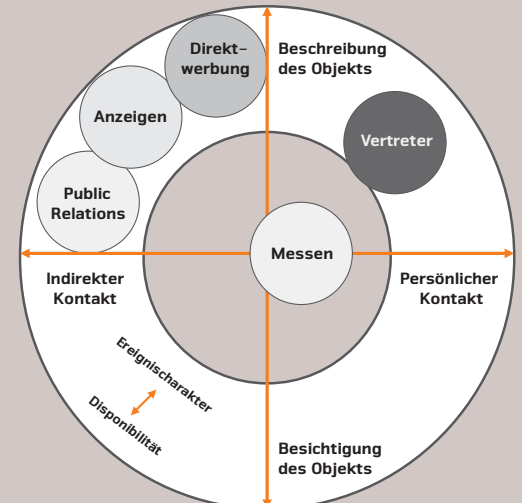 Direkt–
werbung
Beschreibung
des Objekts
Anzeigen
Vertreter
Public
Relations
Messen
Indirekter
Kontakt
Persönlicher
Kontakt
Ereignischarakter
Disponibilität
Besichtigung
des Objekts